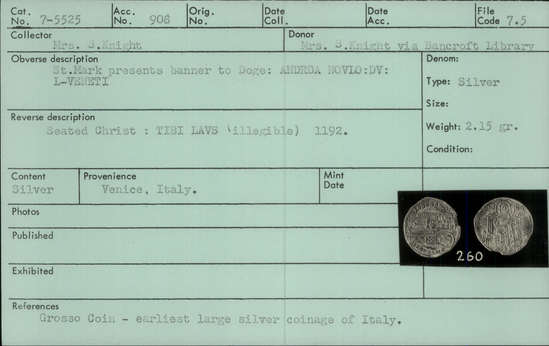 Cat. No. 7-5525 Acc. No. 908 Orig. No. Date Coll. Date Acc. File Code 7.5
Collector Donor
Mrs. S.Knight Mrs. S.Knight via Bancroft Library
Obverse description Denom:
St.Mark presents banner to Doge: ANDRDA NOVLO:DV:
L-VENETI
Type: Silver
Size:
Reverse description
Seated Christ : TIBI LAVS (illegible) 1192.
Weight: 2.15 gr.
Condition:
Content Provenience Mint Date
Silver Venice, Italy.
Photos
Published
260
Exhibited
References
Grosso Coin - earliest large silver coinage of Italy.